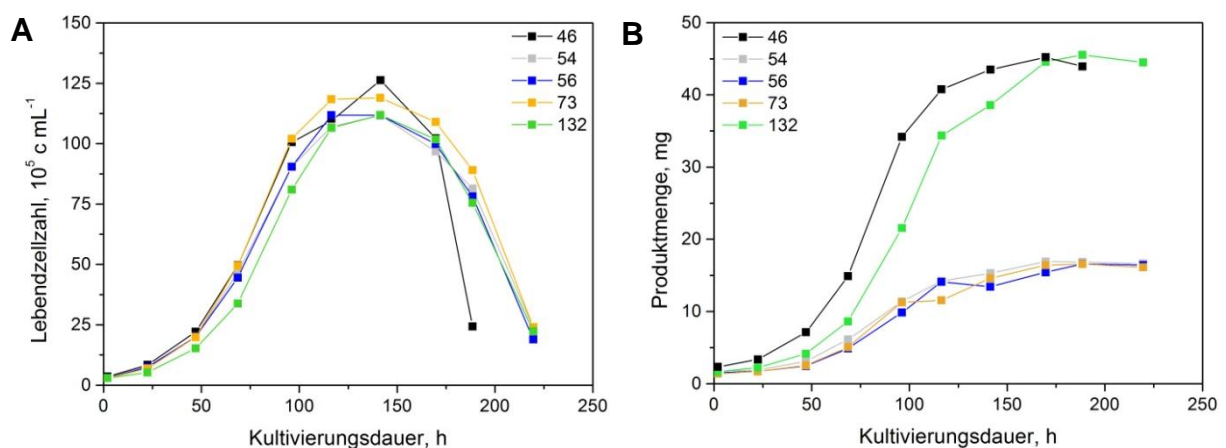 A
Lebendzellzahl, 10⁵ c mL⁻¹
150
125
100
75
50
25
0
0 50 100 150 200 250
Kultivierungsdauer, h
46
54
56
73
132
B
Produktmenge, mg
50
40
30
20
10
0
0 50 100 150 200 250
Kultivierungsdauer, h
46
54
56
73
132